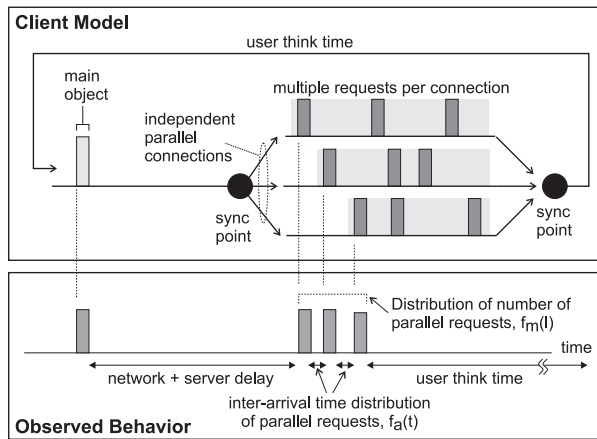 Client Model
user think time
main
object
multiple requests per connection
independent
parallel
connections
sync
point
sync
point
Distribution of number of
parallel requests, fm(l)
time
network + server delay
user think time
inter-arrival time distribution
of parallel requests, fa(t)
Observed Behavior